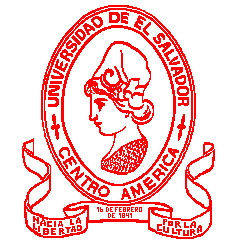 UNIVERSIDAD DE EL SALVADOR
CENTRO AMERICA
16 DE FEBRERO
DE 1841
HACIA LA
LIBERTAD
POR LA
CULTURA